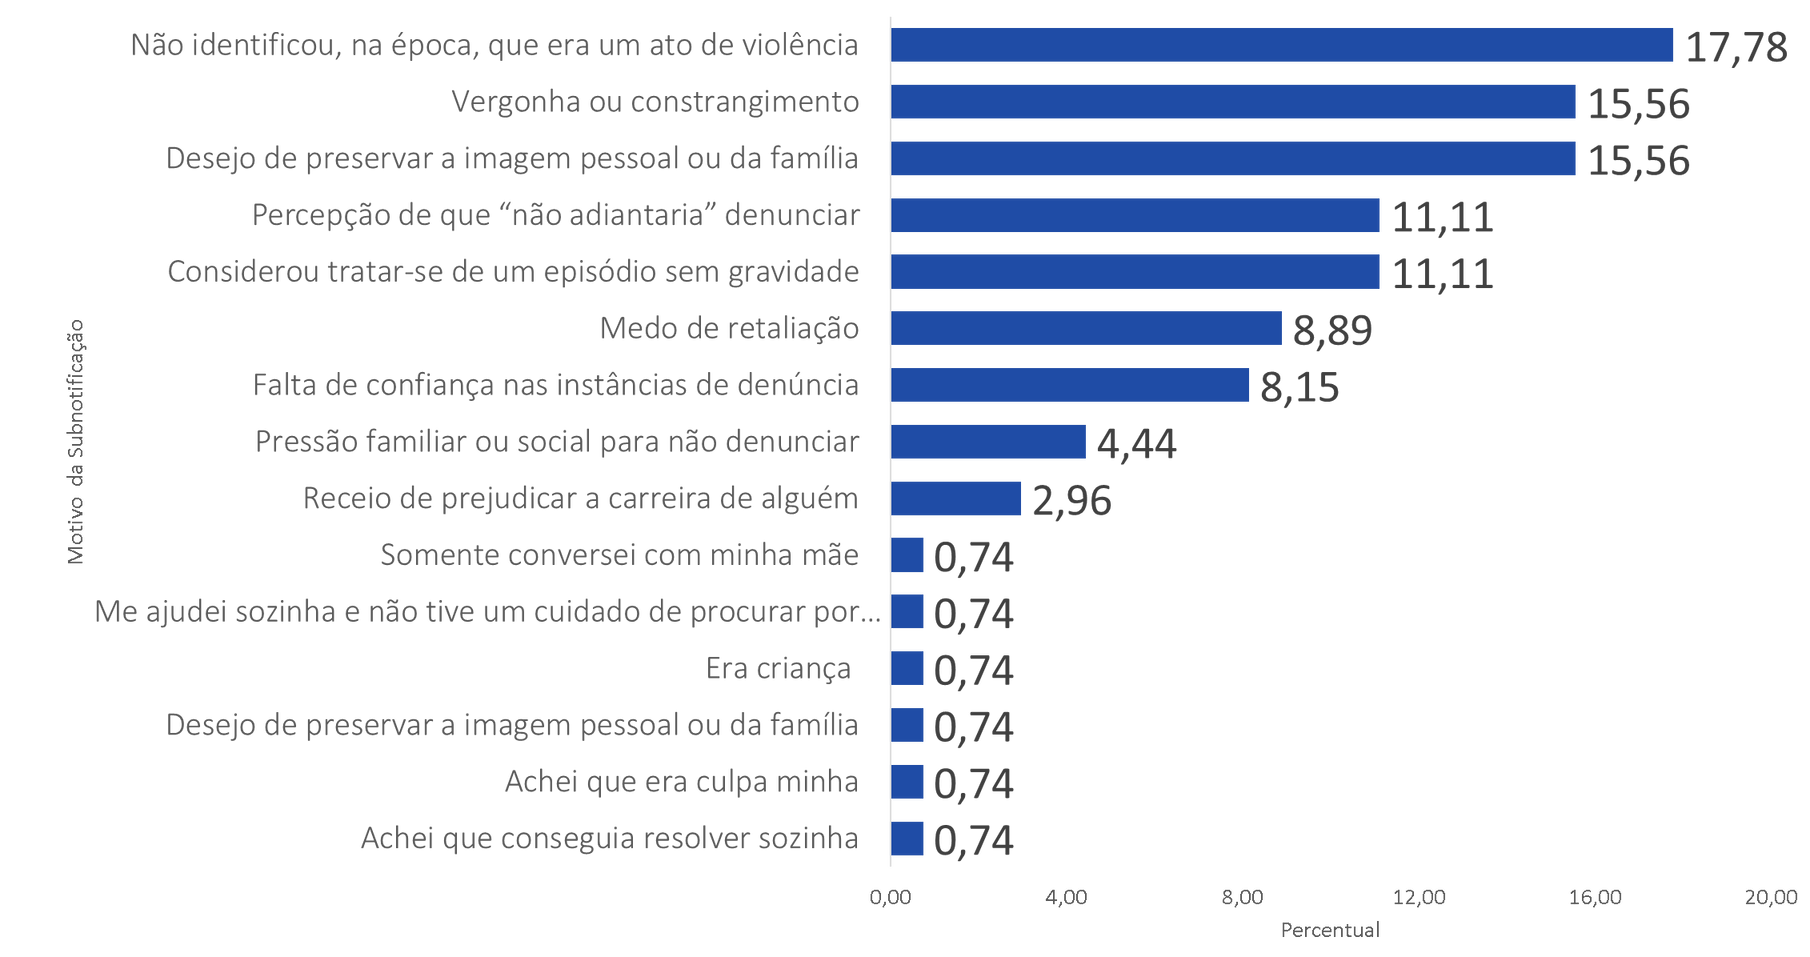 Não identificou, na época, que era um ato de violência 17,78
Vergonha ou constrangimento 15,56
Desejo de preservar a imagem pessoal ou da família 15,56
Percepção de que “não adiantaria” denunciar 11,11
Considerou tratar-se de um episódio sem gravidade 11,11
Medo de retaliação 8,89
Falta de confiança nas instâncias de denúncia 8,15
Pressão familiar ou social para não denunciar 4,44
Receio de prejudicar a carreira de alguém 2,96
Somente conversei com minha mãe 0,74
Me ajudei sozinha e não tive um cuidado de procurar por... 0,74
Era criança 0,74
Desejo de preservar a imagem pessoal ou da família 0,74
Achei que era culpa minha 0,74
Achei que conseguia resolver sozinha 0,74
Motivo da Subnotificação
0,00 4,00 8,00 12,00 16,00 20,00
Percentual